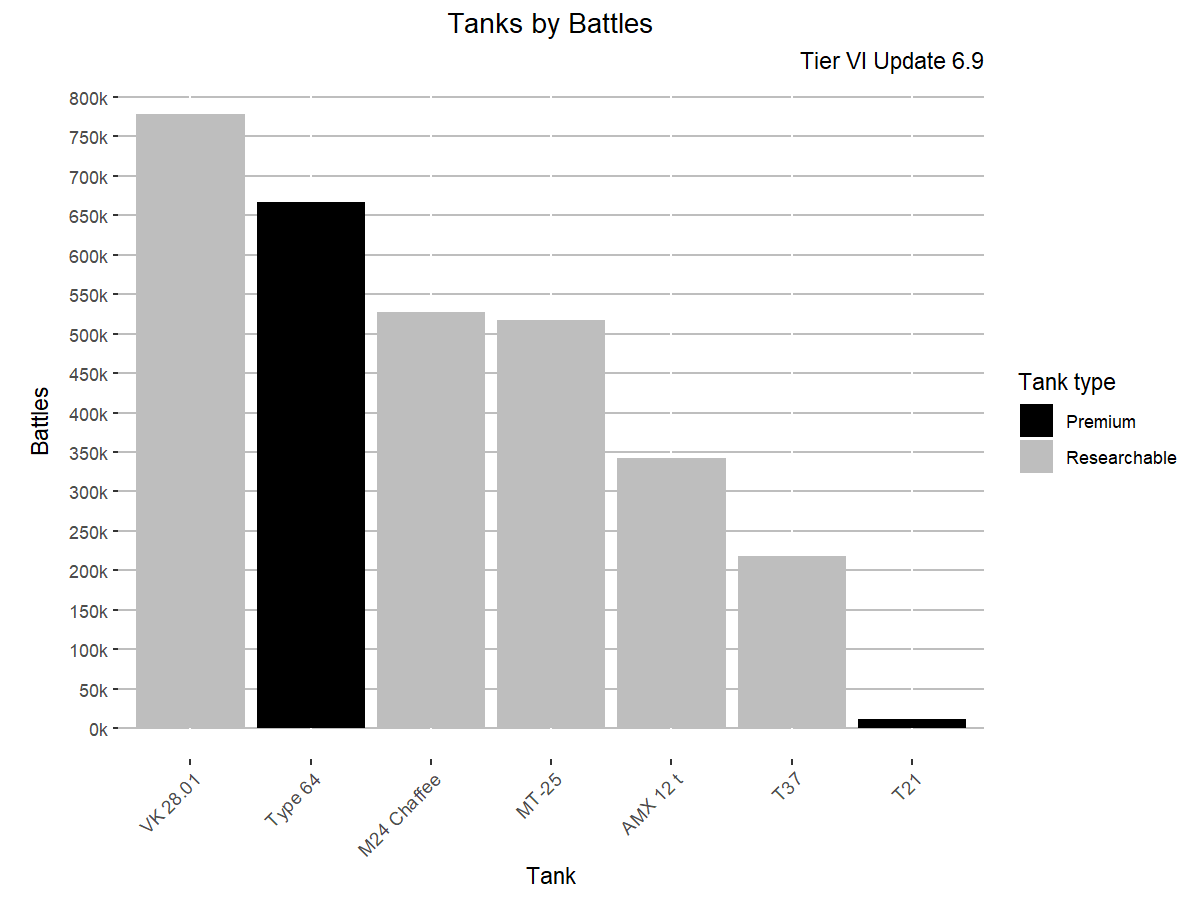 Tanks by Battles
Tier VI Update 6.9
800k
750k
700k
650k
600k
550k
500k
450k
400k
350k
300k
250k
200k
150k
100k
50k
0k
Battles
VK 28.01
Type 64
M24 Chaffee
MT-25
AMX 12 t
T37
T21
Tank
Tank type
Premium
Researchable